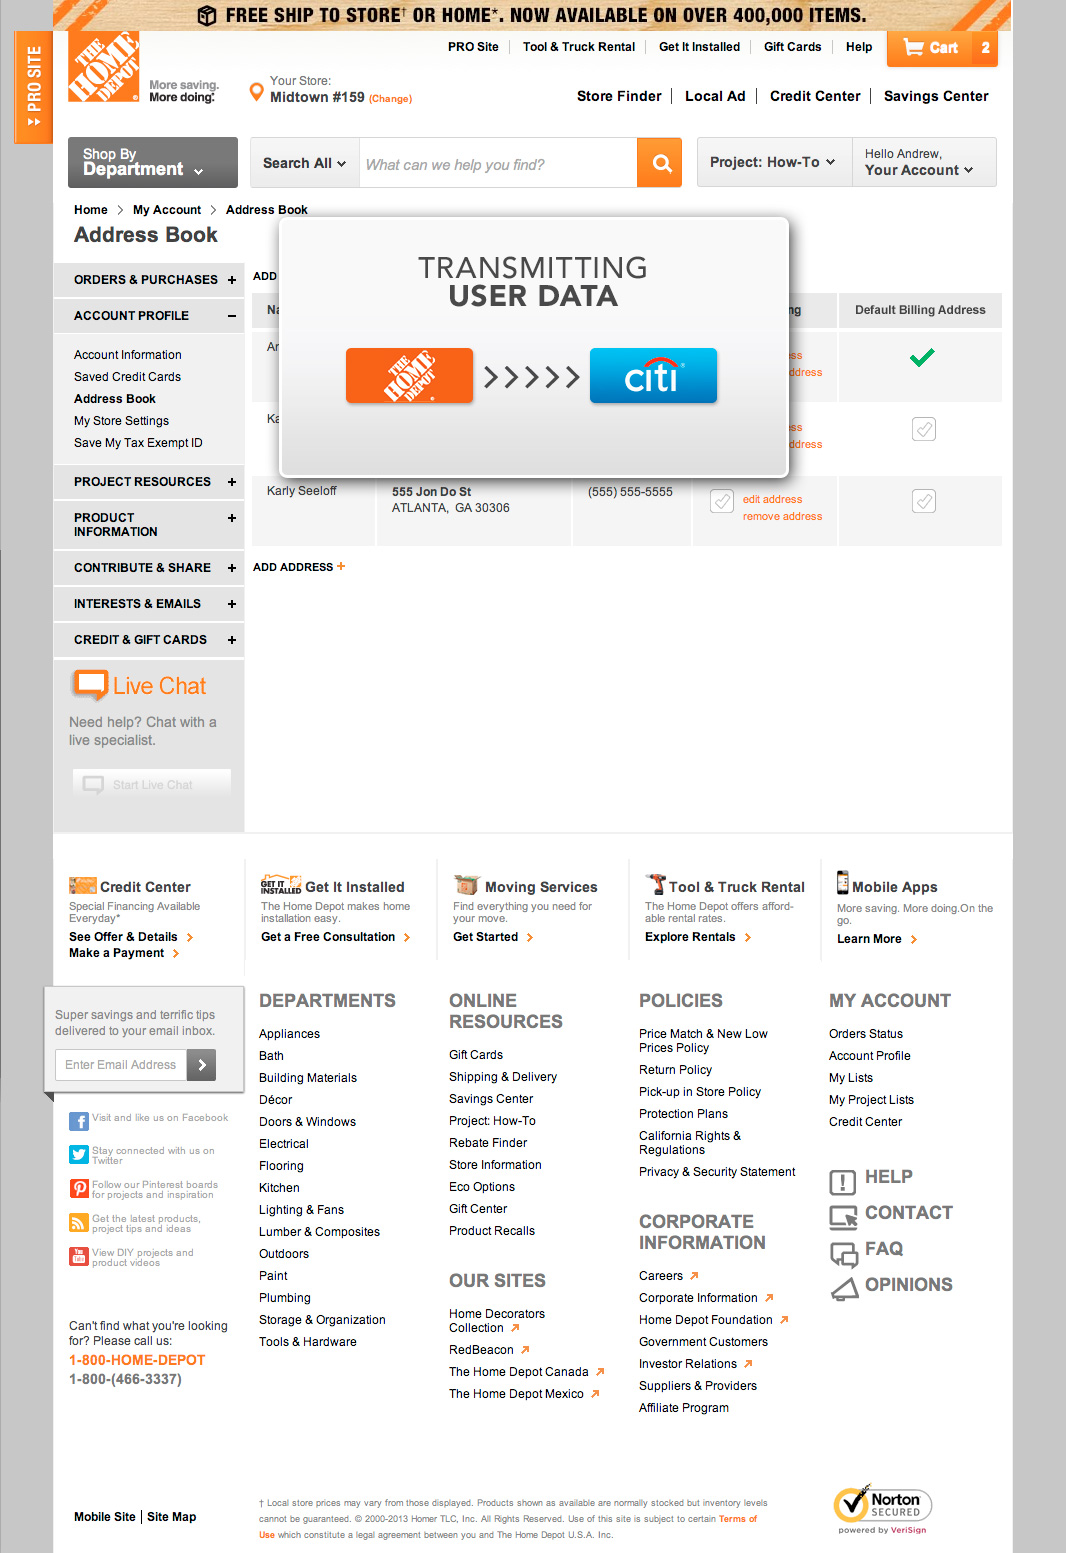 FREE SHIP TO STORE† OR HOME*. NOW AVAILABLE ON OVER 400,000 ITEMS.
PRO SITE
THE HOME DEPOT
More saving.
More doing.
PRO Site
Tool & Truck Rental
Get It Installed
Gift Cards
Help
Cart 2
Your Store:
Midtown #159 (Change)
Store Finder
Local Ad
Credit Center
Savings Center
Shop By
Department
Search All
What can we help you find?
Project: How-To
Hello Andrew,
Your Account
Home > My Account > Address Book
Address Book
ORDERS & PURCHASES +
ACCOUNT PROFILE –
Account Information
Saved Credit Cards
Address Book
My Store Settings
Save My Tax Exempt ID
PROJECT RESOURCES +
PRODUCT +
INFORMATION
CONTRIBUTE & SHARE +
INTERESTS & EMAILS +
CREDIT & GIFT CARDS +
Live Chat
Need help? Chat with a
live specialist.
Start Live Chat
ADD
Default Billing Address
TRANSMITTING
USER DATA
THE HOME DEPOT
citi
Karly Seeloff
555 Jon Do St
ATLANTA, GA 30306
(555) 555-5555
edit address
remove address
ADD ADDRESS +
Credit Center
Special Financing Available
Everyday*
See Offer & Details
Make a Payment
GET IT INSTALLED
Get It Installed
The Home Depot makes home
installation easy.
Get a Free Consultation
Moving Services
Find everything you need for
your move.
Get Started
Tool & Truck Rental
The Home Depot offers afford-
able rental rates.
Explore Rentals
Mobile Apps
More saving. More doing.On the
go.
Learn More
Super savings and terrific tips
delivered to your email inbox.
Enter Email Address
Visit and like us on Facebook
Stay connected with us on
Twitter
Follow our Pinterest boards
for projects and inspiration
Get the latest products,
project tips and ideas
View DIY projects and
product videos
Can't find what you're looking
for? Please call us:
1-800-HOME-DEPOT
1-800-(466-3337)
DEPARTMENTS
Appliances
Bath
Building Materials
Décor
Doors & Windows
Electrical
Flooring
Kitchen
Lighting & Fans
Lumber & Composites
Outdoors
Paint
Plumbing
Storage & Organization
Tools & Hardware
ONLINE
RESOURCES
Gift Cards
Shipping & Delivery
Savings Center
Project: How-To
Rebate Finder
Store Information
Eco Options
Gift Center
Product Recalls
OUR SITES
Home Decorators
Collection
RedBeacon
The Home Depot Canada
The Home Depot Mexico
POLICIES
Price Match & New Low
Prices Policy
Return Policy
Pick-up in Store Policy
Protection Plans
California Rights &
Regulations
Privacy & Security Statement
CORPORATE
INFORMATION
Careers
Corporate Information
Home Depot Foundation
Government Customers
Investor Relations
Suppliers & Providers
Affiliate Program
MY ACCOUNT
Orders Status
Account Profile
My Lists
My Project Lists
Credit Center
HELP
CONTACT
FAQ
OPINIONS
Mobile Site | Site Map
† Local store prices may vary from those displayed. Products shown as available are normally stocked but inventory levels
cannot be guaranteed. © 2000-2013 Homer TLC, Inc. All Rights Reserved. Use of this site is subject to certain Terms of
Use which constitute a legal agreement between you and The Home Depot U.S.A. Inc.
Norton
SECURED
powered by VeriSign